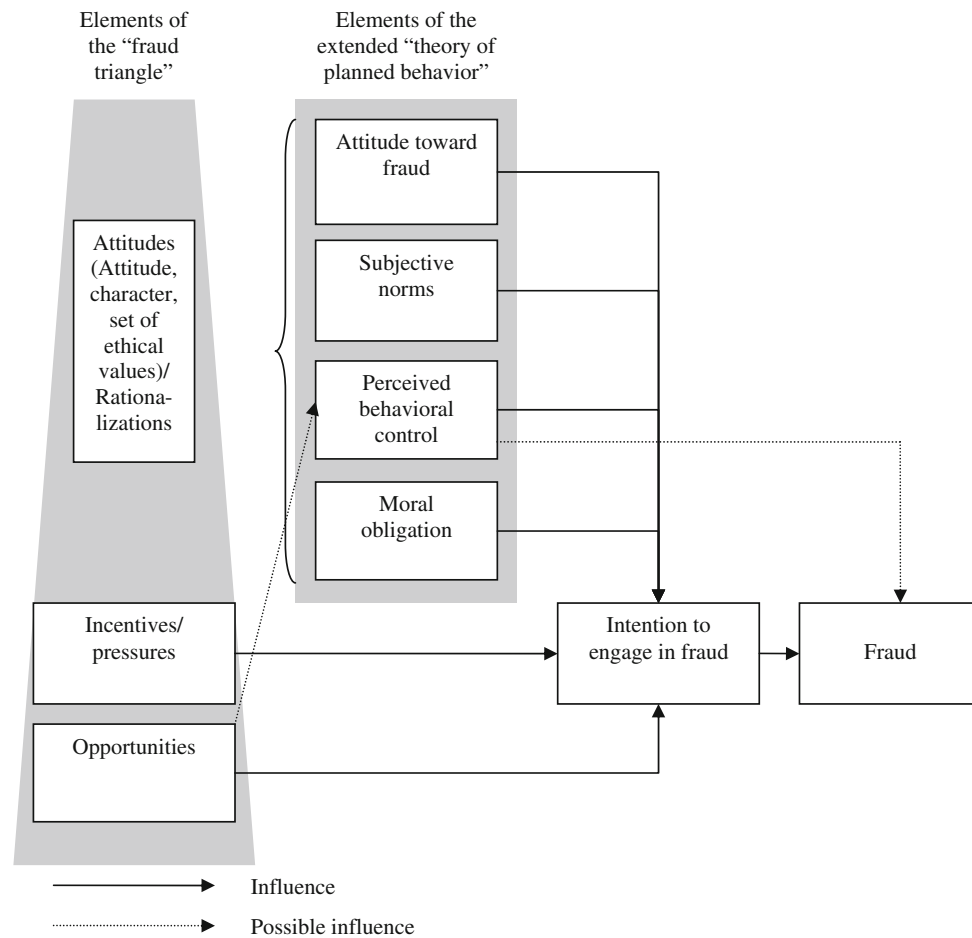 Elements of
the “fraud
triangle”
Elements of the
extended “theory of
planned behavior”
Attitudes
(Attitude,
character,
set of
ethical
values)/
Rationa-
lizations
Attitude toward
fraud
Subjective
norms
Perceived
behavioral
control
Moral
obligation
Incentives/
pressures
Opportunities
Intention to
engage in fraud
Fraud
Influence
Possible influence